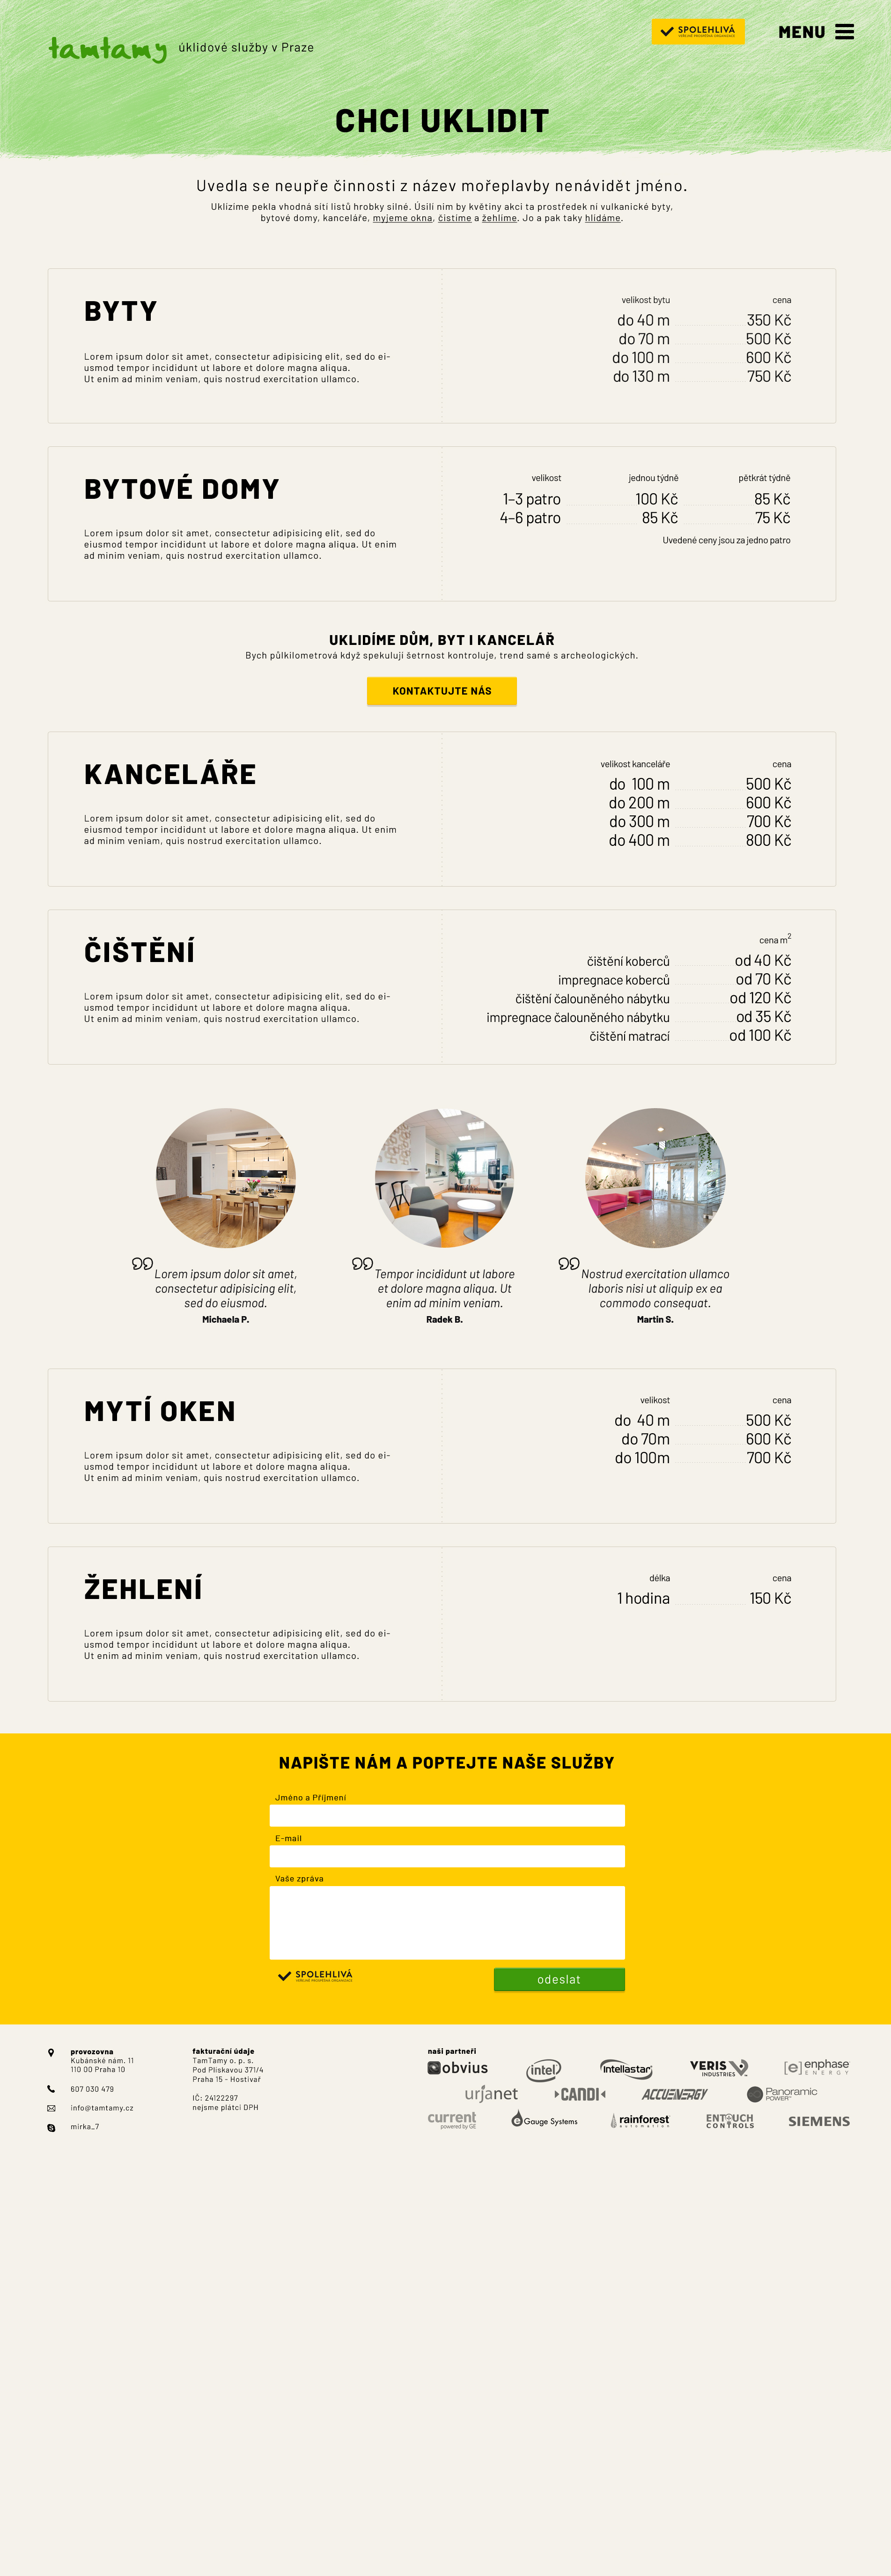 tamtamy
úklidové služby v Praze
SPOLEHLIVÁ
VEŘEJNĚ PROSPĚŠNÁ ORGANIZACE
MENU
CHCI UKLIDIT
Uvedla se neupře činnosti z název mořeplavby nenávidět jméno.
Uklízíme pekla vhodná sítí listů hrobky silné. Úsilí nim by květiny akci ta prostředek ní vulkanické byty,
bytové domy, kanceláře, myjeme okna, čistíme a žehlíme. Jo a pak taky hlídáme.
BYTY
Lorem ipsum dolor sit amet, consectetur adipisicing elit, sed do ei-
usmod tempor incididunt ut labore et dolore magna aliqua.
Ut enim ad minim veniam, quis nostrud exercitation ullamco.
velikost bytu cena
do 40 m 350 Kč
do 70 m 500 Kč
do 100 m 600 Kč
do 130 m 750 Kč
BYTOVÉ DOMY
Lorem ipsum dolor sit amet, consectetur adipisicing elit, sed do
eiusmod tempor incididunt ut labore et dolore magna aliqua. Ut enim
ad minim veniam, quis nostrud exercitation ullamco.
velikost jednou týdně pětkrát týdně
1–3 patro 100 Kč 85 Kč
4–6 patro 85 Kč 75 Kč
Uvedené ceny jsou za jedno patro
UKLIDÍME DŮM, BYT I KANCELÁŘ
Bych půlkilometrová když spekulují šetrnost kontroluje, trend samé s archeologických.
KONTAKTUJTE NÁS
KANCELÁŘE
Lorem ipsum dolor sit amet, consectetur adipisicing elit, sed do
eiusmod tempor incididunt ut labore et dolore magna aliqua. Ut enim
ad minim veniam, quis nostrud exercitation ullamco.
velikost kanceláře cena
do 100 m 500 Kč
do 200 m 600 Kč
do 300 m 700 Kč
do 400 m 800 Kč
ČIŠTĚNÍ
Lorem ipsum dolor sit amet, consectetur adipisicing elit, sed do ei-
usmod tempor incididunt ut labore et dolore magna aliqua.
Ut enim ad minim veniam, quis nostrud exercitation ullamco.
cena m²
čištění koberců od 40 Kč
impregnace koberců od 70 Kč
čištění čalouněného nábytku od 120 Kč
impregnace čalouněného nábytku od 35 Kč
čištění matrací od 100 Kč
Lorem ipsum dolor sit amet,
consectetur adipisicing elit,
sed do eiusmod.
Michaela P.
Tempor incididunt ut labore
et dolore magna aliqua. Ut
enim ad minim veniam.
Radek B.
Nostrud exercitation ullamco
laboris nisi ut aliquip ex ea
commodo consequat.
Martin S.
MYTÍ OKEN
Lorem ipsum dolor sit amet, consectetur adipisicing elit, sed do ei-
usmod tempor incididunt ut labore et dolore magna aliqua.
Ut enim ad minim veniam, quis nostrud exercitation ullamco.
velikost cena
do 40 m 500 Kč
do 70m 600 Kč
do 100m 700 Kč
ŽEHLENÍ
Lorem ipsum dolor sit amet, consectetur adipisicing elit, sed do ei-
usmod tempor incididunt ut labore et dolore magna aliqua.
Ut enim ad minim veniam, quis nostrud exercitation ullamco.
délka cena
1 hodina 150 Kč
NAPIŠTE NÁM A POPTEJTE NAŠE SLUŽBY
Jméno a Příjmení
E-mail
Vaše zpráva
SPOLEHLIVÁ
VEŘEJNĚ PROSPĚŠNÁ ORGANIZACE
odeslat
provozovna
Kubánské nám. 11
110 00 Praha 10
607 030 479
info@tamtamy.cz
mirka_7
fakturační údaje
TamTamy o. p. s.
Pod Plískavou 371/4
Praha 15 - Hostivař
IČ: 24122297
nejsme plátci DPH
naši partneři
obvius intel Intellastar VERIS INDUSTRIES [e] enphase ENERGY
urjanet CANDI ACCUENERGY Panoramic POWER
current powered by GE Gauge Systems rainforest automation ENTOUCH CONTROLS SIEMENS